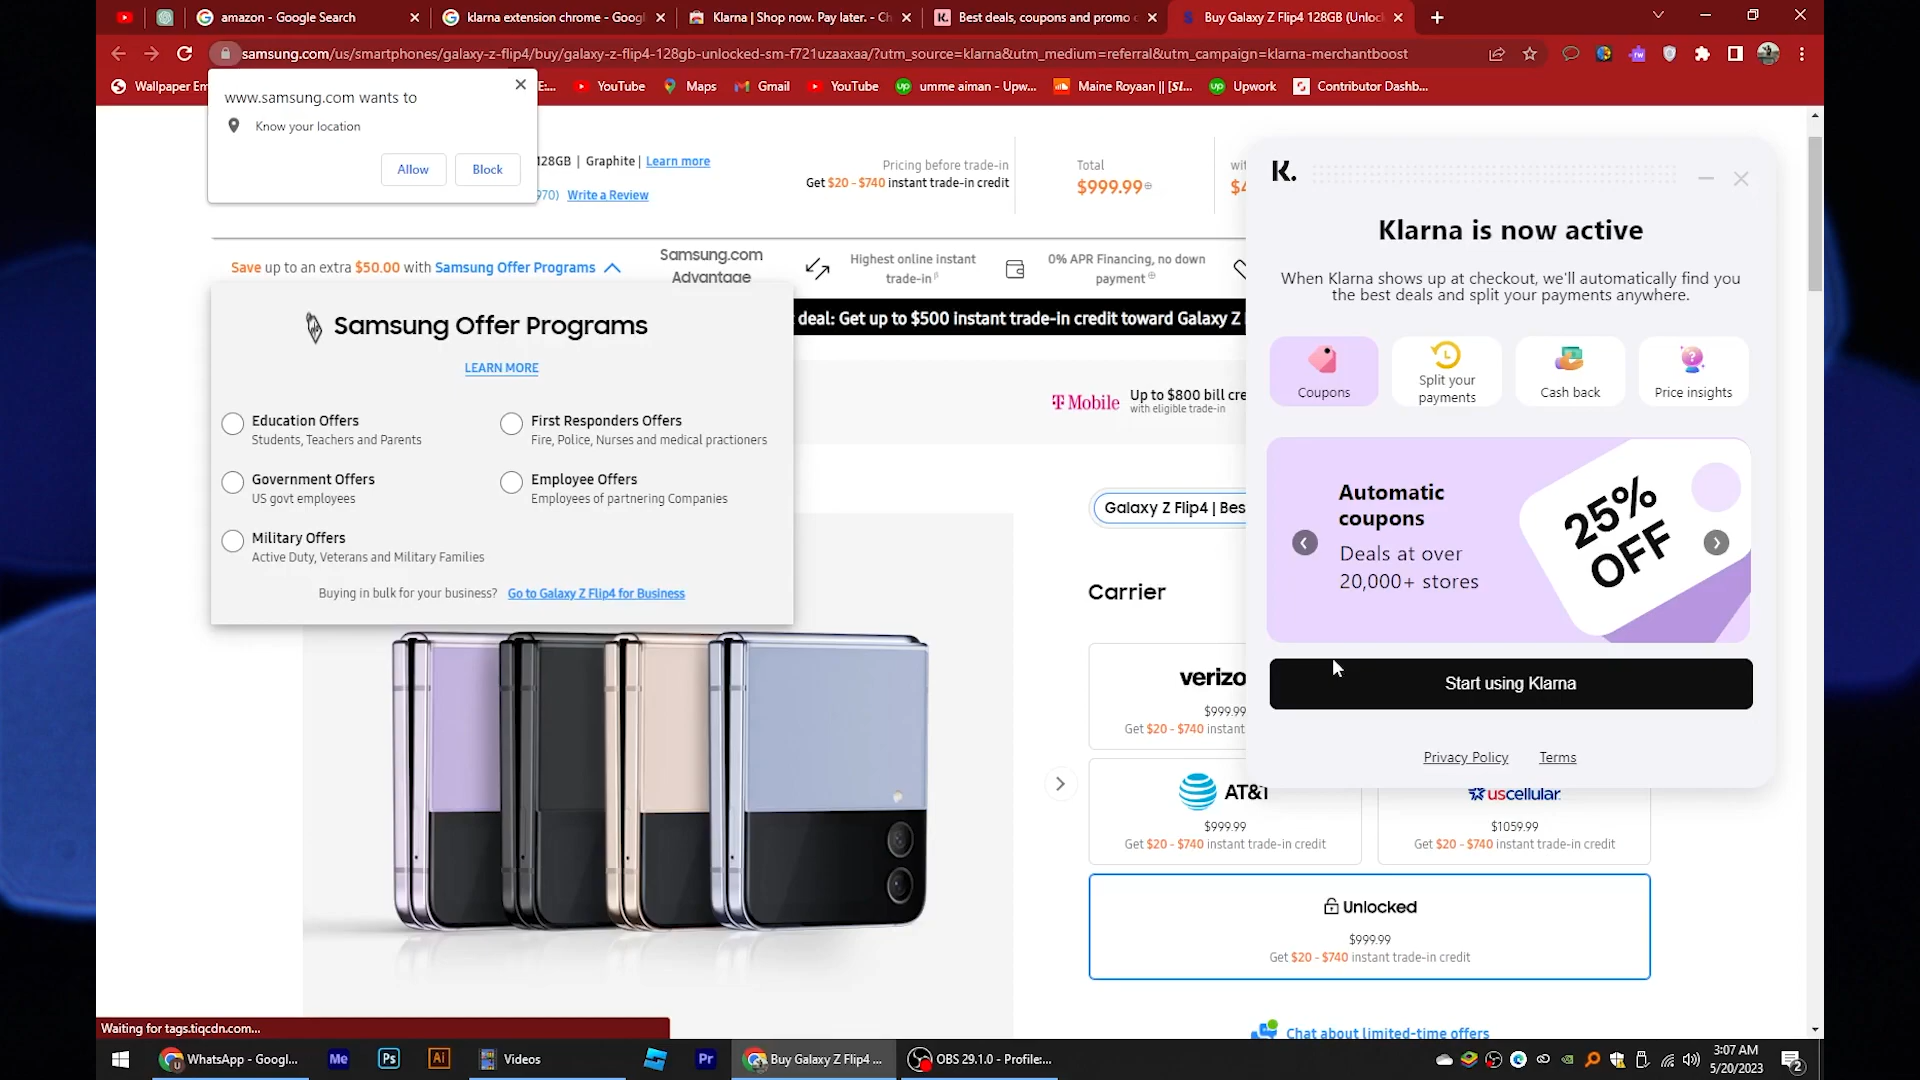 amazon - Google Search
klarna extension chrome - Goog
Klarna | Shop now. Pay later. - Ch
Best deals, coupons and promo c
Buy Galaxy Z Flip4 128GB (Unloc
samsung.com/us/smartphones/galaxy-z-flip4/buy/galaxy-z-flip4-128gb-unlocked-sm-f721uzaaxaa/?utm_source=klarna&utm_medium=referral&utm_campaign=klarna-merchantboost
Wallpaper En
E:...
YouTube
Maps
Gmail
YouTube
umme aiman - Upw...
Maine Royaan || [Sl...
Upwork
Contributor Dashb...
www.samsung.com wants to
Know your location
Allow
Block
128GB | Graphite | Learn more
970) Write a Review
Pricing before trade-in
Get $20 - $740 instant trade-in credit
Total
$999.99
wit
$4
Save up to an extra $50.00 with Samsung Offer Programs
Samsung.com
Advantage
Highest online instant
trade-in
0% APR Financing, no down
payment
deal: Get up to $500 instant trade-in credit toward Galaxy Z
Samsung Offer Programs
LEARN MORE
Education Offers
Students, Teachers and Parents
First Responders Offers
Fire, Police, Nurses and medical practioners
Government Offers
US govt employees
Employee Offers
Employees of partnering Companies
Military Offers
Active Duty, Veterans and Military Families
Buying in bulk for your business? Go to Galaxy Z Flip4 for Business
T Mobile
Up to $800 bill cre
with eligible trade-in
Galaxy Z Flip4 | Bes
Carrier
verizo
$999.99
Get $20 - $740 instant
AT&T
$999.99
Get $20 - $740 instant trade-in credit
uscellular
$1059.99
Get $20 - $740 instant trade-in credit
Unlocked
$999.99
Get $20 - $740 instant trade-in credit
Chat about limited-time offers
K.
Klarna is now active
When Klarna shows up at checkout, we'll automatically find you
the best deals and split your payments anywhere.
Coupons
Split your
payments
Cash back
Price insights
Automatic
coupons
Deals at over
20,000+ stores
25%
OFF
Start using Klarna
Privacy Policy
Terms
Waiting for tags.tiqcdn.com...
WhatsApp - Googl...
Me
Ps
Ai
Videos
Pr
Buy Galaxy Z Flip4 ...
OBS 29.1.0 - Profile:...
3:07 AM
5/20/2023
2